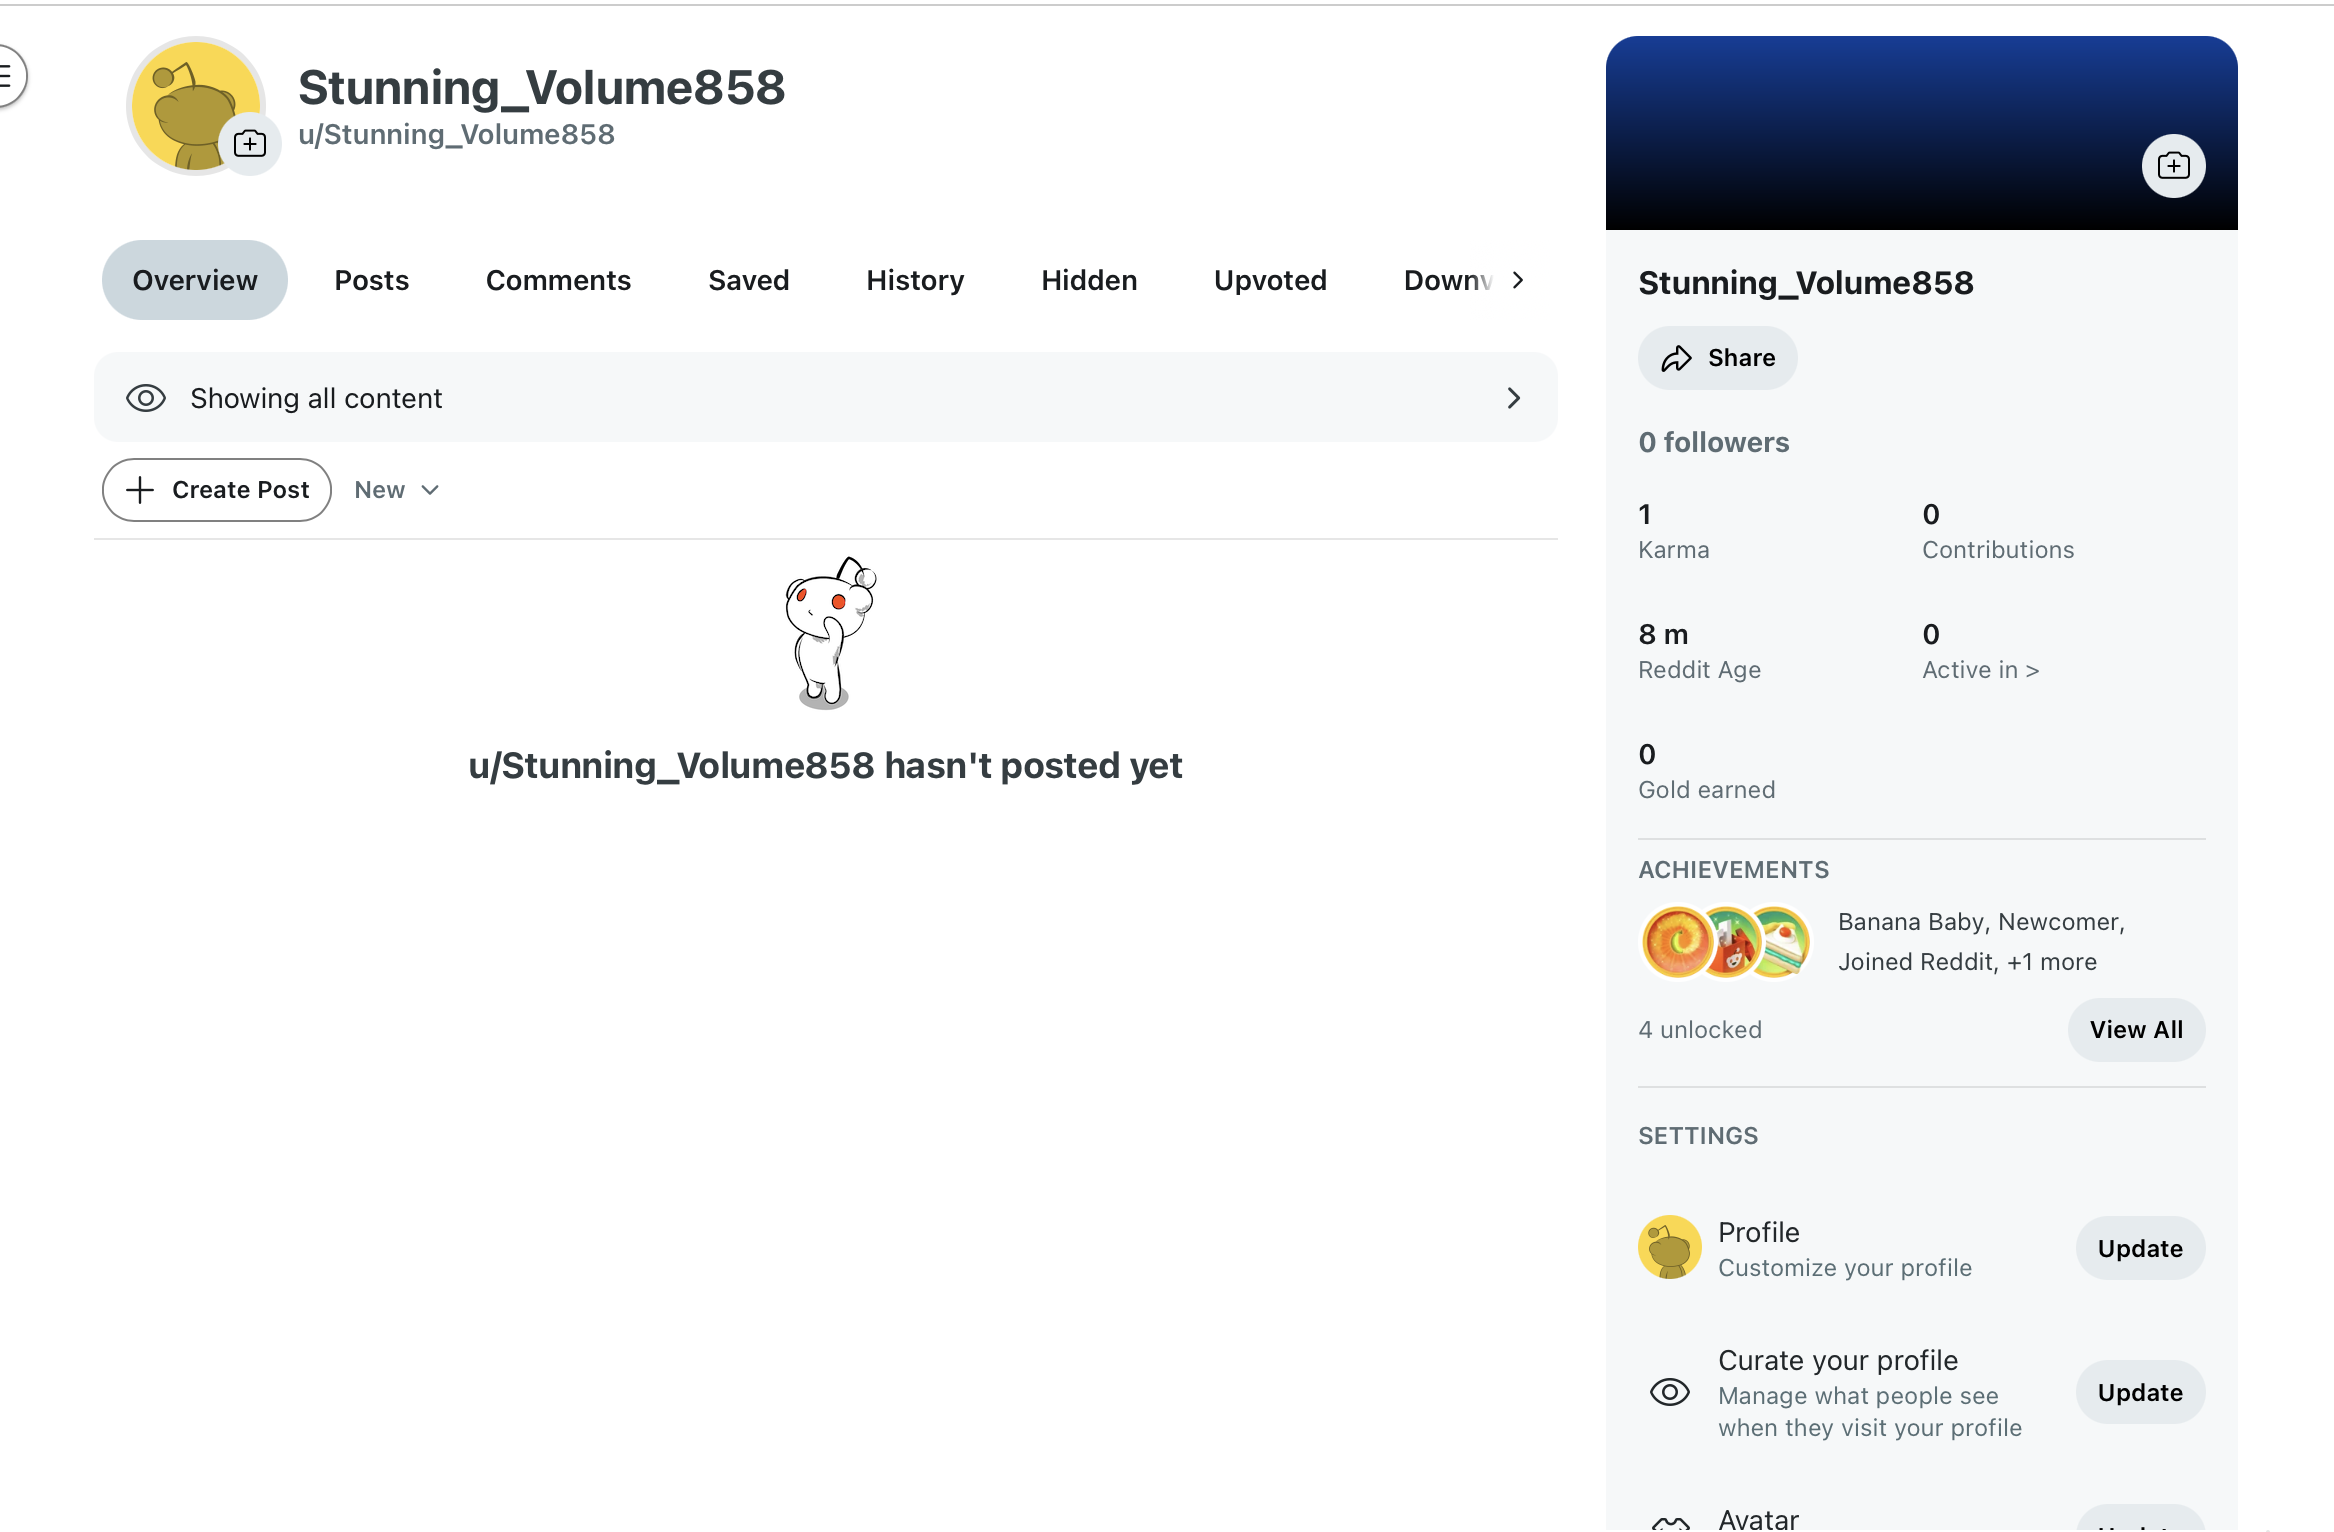 Stunning_Volume858
u/Stunning_Volume858
Overview Posts Comments Saved History Hidden Upvoted
Showing all content
Create Post New
u/Stunning_Volume858 hasn't posted yet
Stunning_Volume858
Share
0 followers
1 0
Karma Contributions
8 m 0
Reddit Age Active in >
0
Gold earned
ACHIEVEMENTS
Banana Baby, Newcomer,
Joined Reddit, +1 more
4 unlocked View All
SETTINGS
Profile
Customize your profile
Update
Curate your profile
Manage what people see
when they visit your profile
Update
Avatar